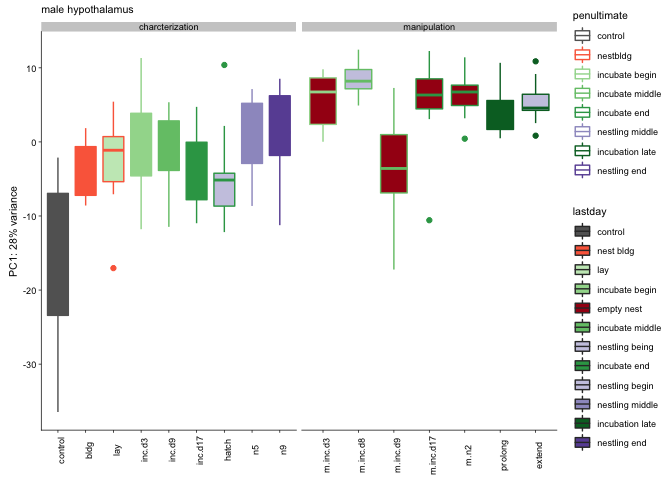 male hypothalamus
charcterization
manipulation
PC1: 28% variance
10
0
-10
-20
-30
control
bldg
lay
inc.d3
inc.d9
inc.d17
hatch
n5
n9
m.inc.d3
m.inc.d8
m.inc.d9
m.inc.d17
m.n2
prolong
extend
penultimate
control
nestbldg
incubate begin
incubate middle
incubate end
nestling middle
incubation late
nestling end
lastday
control
nest bldg
lay
incubate begin
empty nest
incubate middle
nestling being
incubate end
nestling begin
nestling middle
incubation late
nestling end